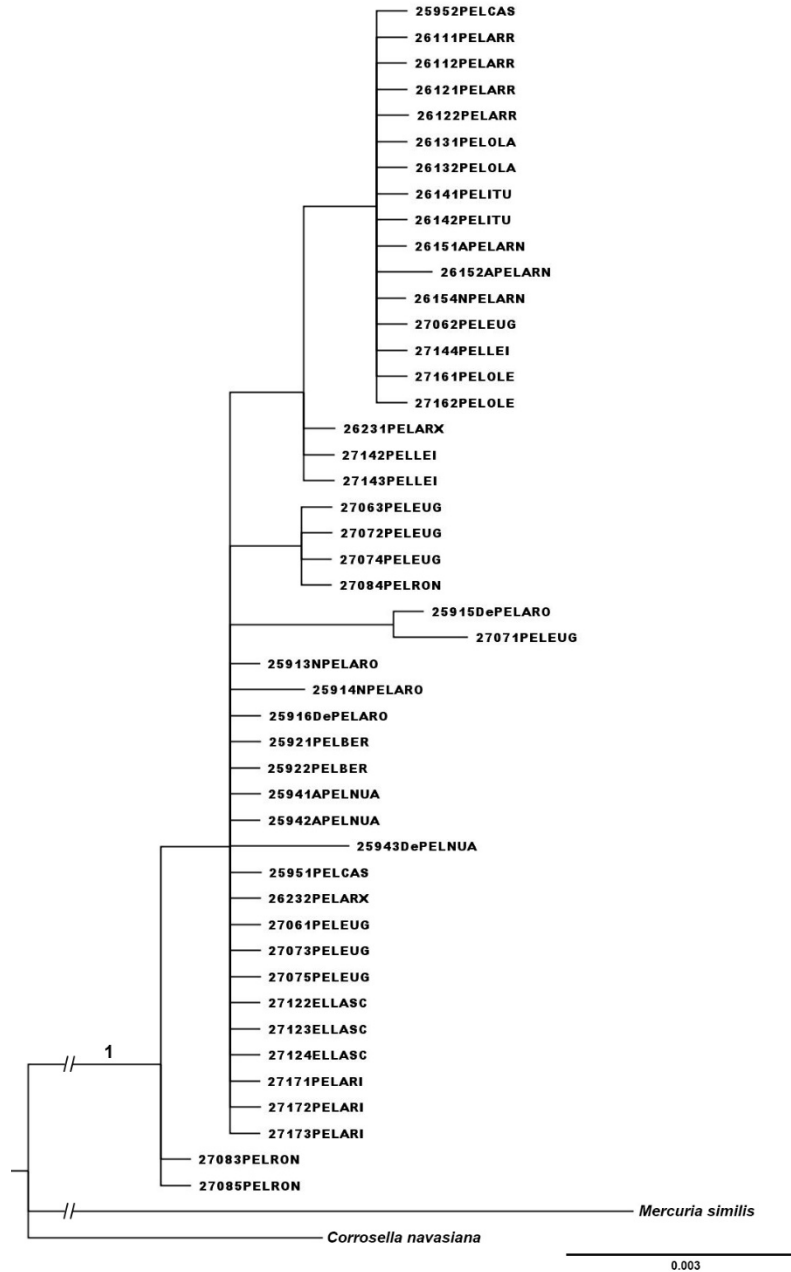 25952PELCAS
26111PELARR
26112PELARR
26121PELARR
26122PELARR
26131PELOLA
26132PELOLA
26141PELITU
26142PELITU
26151APELARN
26152APELARN
26154NPELARN
27062PELEUG
27144PELLEI
27161PELOLE
27162PELOLE
26231PELARX
27142PELLEI
27143PELLEI
27063PELEUG
27072PELEUG
27074PELEUG
27084PELRON
25915DePELARO
27071PELEUG
25913NPELARO
25914NPELARO
25916DePELARO
25921PELBER
25922PELBER
25941APELNUA
25942APELNUA
25943DePELNUA
25951PELCAS
26232PELARX
27061PELEUG
27073PELEUG
27075PELEUG
27122ELLASC
27123ELLASC
27124ELLASC
1
27171PELARI
27172PELARI
27173PELARI
27083PELRON
27085PELRON
Mercuria similis
Corrosella navasiana
0.003